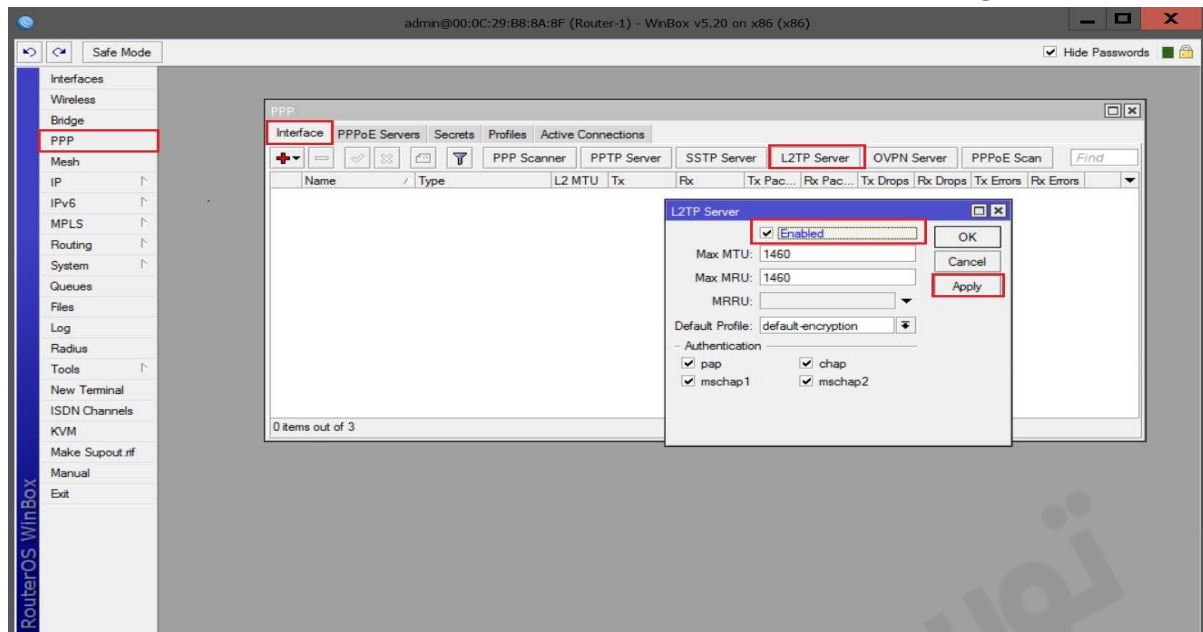 admin@00:0C:29:B8:8A:8F (Router-1) - WinBox v5.20 on x86 (x86)
Safe Mode
Hide Passwords
Interfaces
Wireless
Bridge
PPP
Mesh
IP
IPv6
MPLS
Routing
System
Queues
Files
Log
Radius
Tools
New Terminal
ISDN Channels
KVM
Make Supout.rif
Manual
Exit
RouterOS WinBox
PPP
Interface PPPoE Servers Secrets Profiles Active Connections
PPP Scanner PPTP Server SSTP Server L2TP Server OVPN Server PPPoE Scan Find
Name / Type L2 MTU Tx Rx Tx Pac... Rx Pac... Tx Drops Rx Drops Tx Errors Rx Errors
0 items out of 3
L2TP Server
Enabled
Max MTU: 1460
Max MRU: 1460
MRRU:
Default Profile: default-encryption
- Authentication
pap chap
mschap1 mschap2
OK
Cancel
Apply